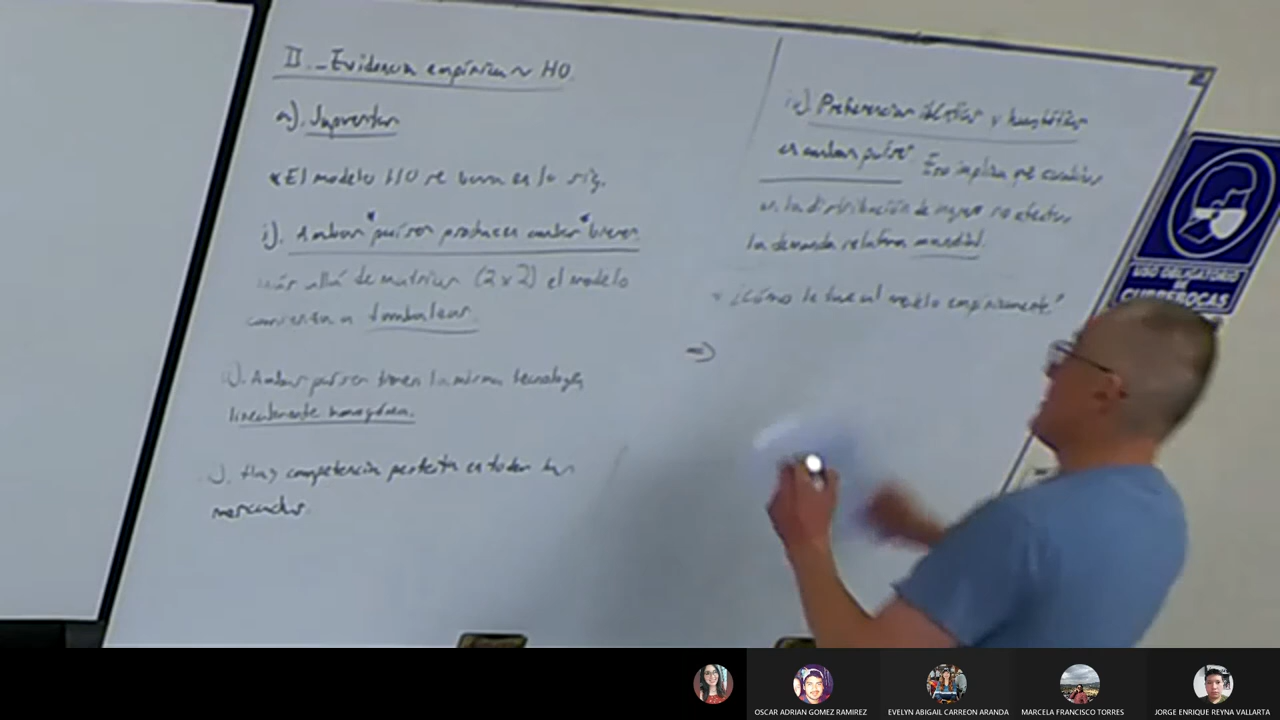 II._ Evidencia empírica ~ HO
a). Supuestos
* El modelo HO se basa en lo sig.
i). Ambos países producen ambos bienes
más allá de matrices (2x2) el modelo
comienza a tambalear.
Ambos países tienen la misma tecnología
linealmente homogénea.
Hay competencia perfecta en todos los
mercados.
iv) Preferencias idénticas y homotéticas
en ambos países. Eso implica que cambios
en la distribución de ingreso no afectan
la demanda relativa mundial.
* ¿Cómo le fue al modelo empíricamente?
=>
USO OBLIGATORIO
DE
CUBREBOCAS
OSCAR ADRIAN GOMEZ RAMIREZ
EVELYN ABIGAIL CARREON ARANDA
MARCELA FRANCISCO TORRES
JORGE ENRIQUE REYNA VALLARTA